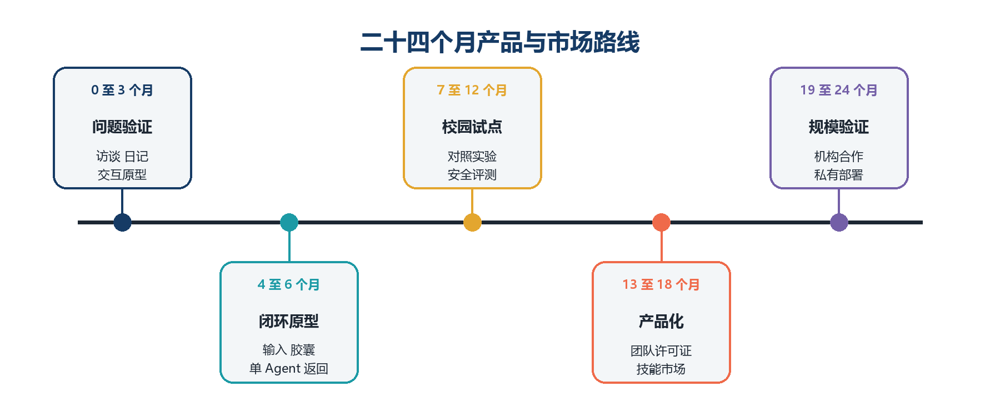 二十四个月产品与市场路线
0 至 3 个月
问题验证
访谈 日记
交互原型
4 至 6 个月
闭环原型
输入 胶囊
单 Agent 返回
7 至 12 个月
校园试点
对照实验
安全评测
13 至 18 个月
产品化
团队许可证
技能市场
19 至 24 个月
规模验证
机构合作
私有部署